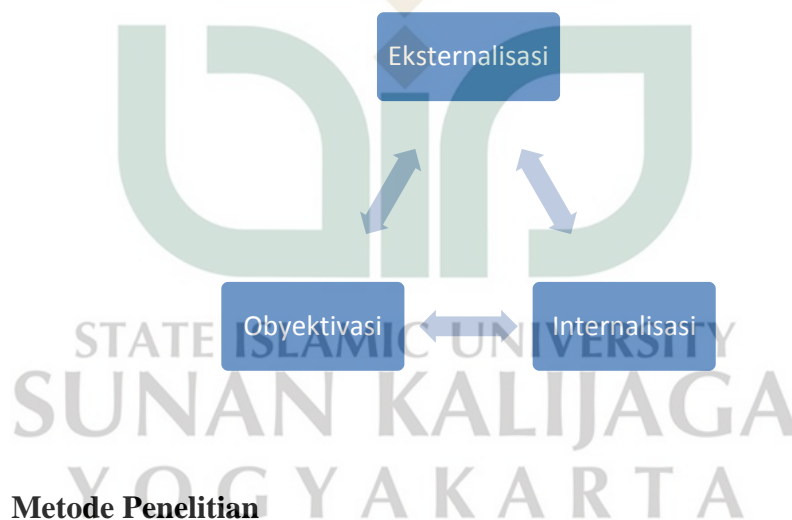 Eksternalisasi
Obyektivasi
Internalisasi
STATE ISLAMIC UNIVERSITY
SUNAN KALIJAGA
YOGYAKARTA
Metode Penelitian